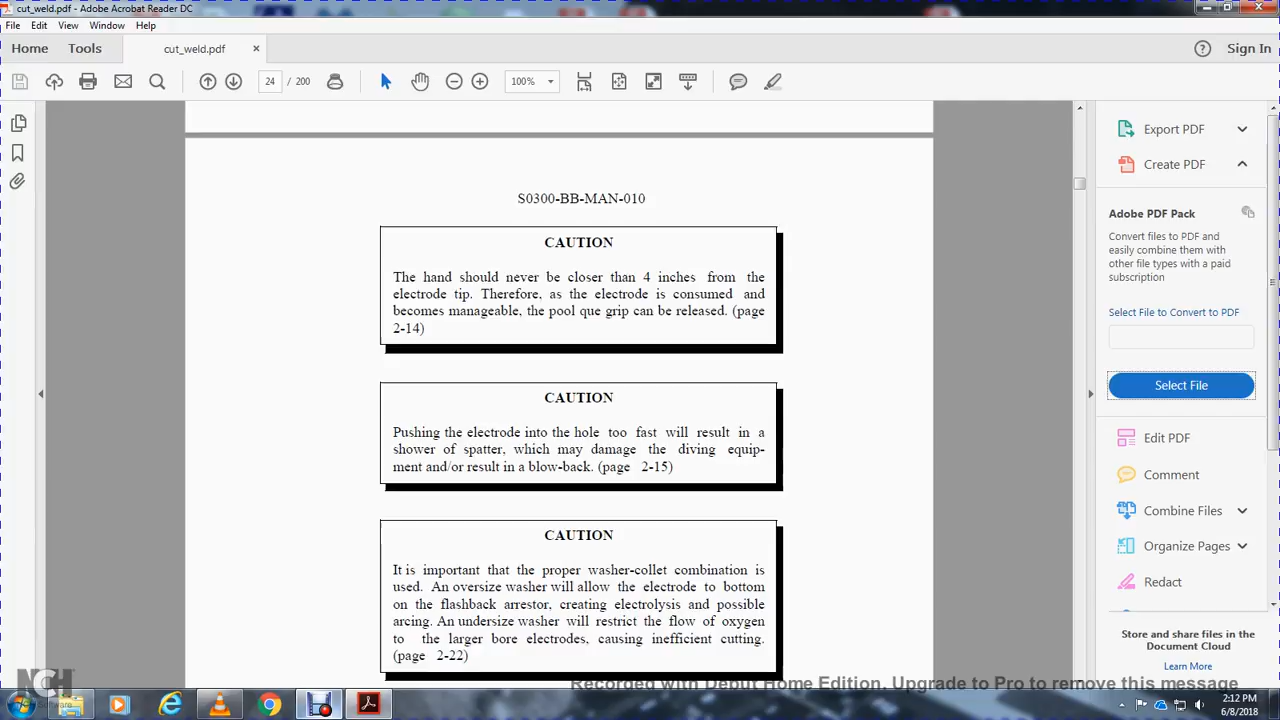 cut_weld.pdf - Adobe Acrobat Reader DC
File Edit View Window Help
Home Tools cut_weld.pdf × Sign In
24 / 200 100%
S0300-BB-MAN-010
CAUTION
The hand should never be closer than 4 inches from the
electrode tip. Therefore, as the electrode is consumed and
becomes manageable, the pool que grip can be released. (page
2-14)
CAUTION
Pushing the electrode into the hole too fast will result in a
shower of spatter, which may damage the diving equip-
ment and/or result in a blow-back. (page 2-15)
CAUTION
It is important that the proper washer-collet combination is
used. An oversize washer will allow the electrode to bottom
on the flashback arrestor, creating electrolysis and possible
arcing. An undersize washer will restrict the flow of oxygen
to the larger bore electrodes, causing inefficient cutting.
(page 2-22)
Export PDF
Create PDF
Adobe PDF Pack
Convert files to PDF and
easily combine them with
other file types with a paid
subscription
Select File to Convert to PDF
Select File
Edit PDF
Comment
Combine Files
Organize Pages
Redact
Store and share files in the
Document Cloud
Learn More
NCH
Software
Recorded with Debut Home Edition. Upgrade to Pro to remove this message
2:12 PM
6/8/2018